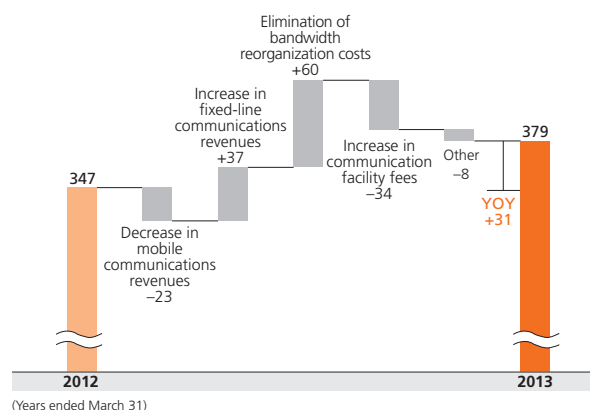 Elimination of
bandwidth
reorganization costs
+60
Increase in
fixed-line
communications
revenues
+37
347
Decrease in
mobile
communications
revenues
–23
Increase in
communication
facility fees
–34
Other
–8
379
YOY
+31
2012
2013
(Years ended March 31)